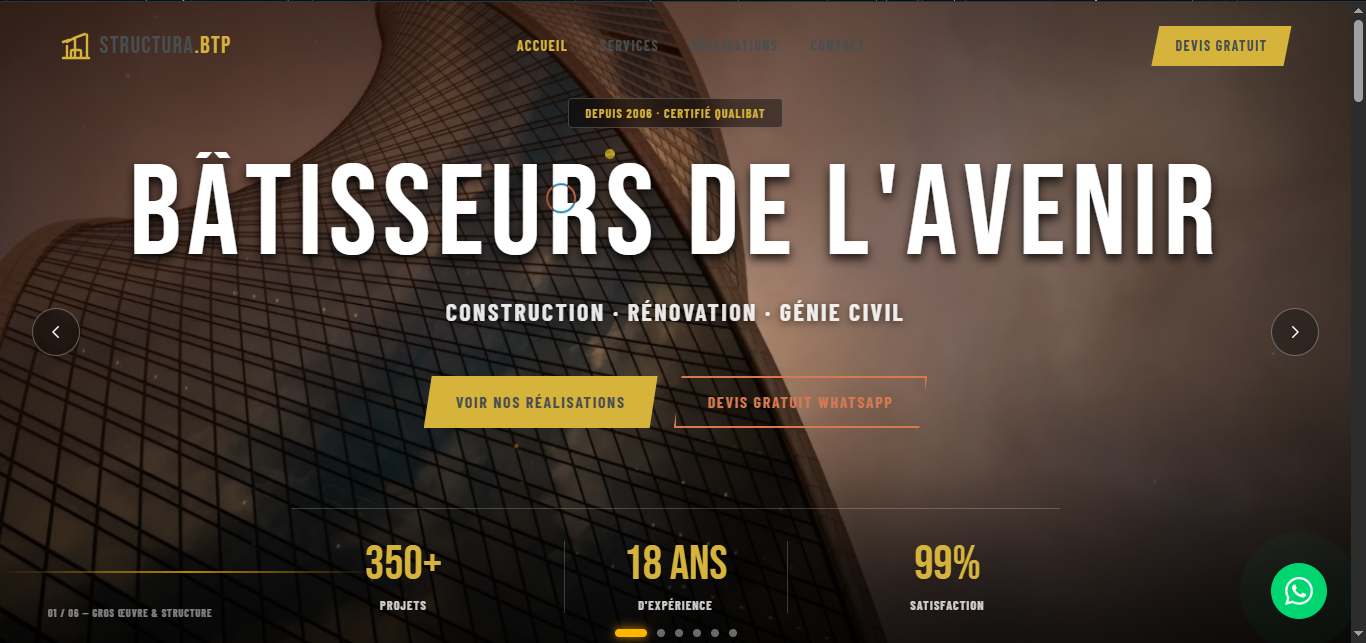 STRUCTURA.BTP
ACCUEIL SERVICES RÉALISATIONS CONTACT
DEVIS GRATUIT
DEPUIS 2006 · CERTIFIÉ QUALIBAT
BÂTISSEURS DE L'AVENIR
CONSTRUCTION · RÉNOVATION · GÉNIE CIVIL
VOIR NOS RÉALISATIONS
DEVIS GRATUIT WHATSAPP
350+ 18 ANS 99%
PROJETS D'EXPÉRIENCE SATISFACTION
01 / 06 — GROS ŒUVRE & STRUCTURE